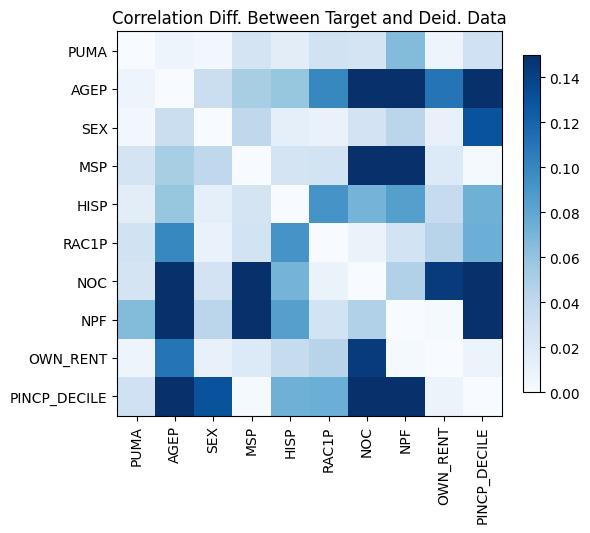 Correlation Diff. Between Target and Deid. Data
PUMA
AGEP
SEX
MSP
HISP
RAC1P
NOC
NPF
OWN_RENT
PINCP_DECILE
PUMA
AGEP
SEX
MSP
HISP
RAC1P
NOC
NPF
OWN_RENT
PINCP_DECILE
0.14
0.12
0.10
0.08
0.06
0.04
0.02
0.00